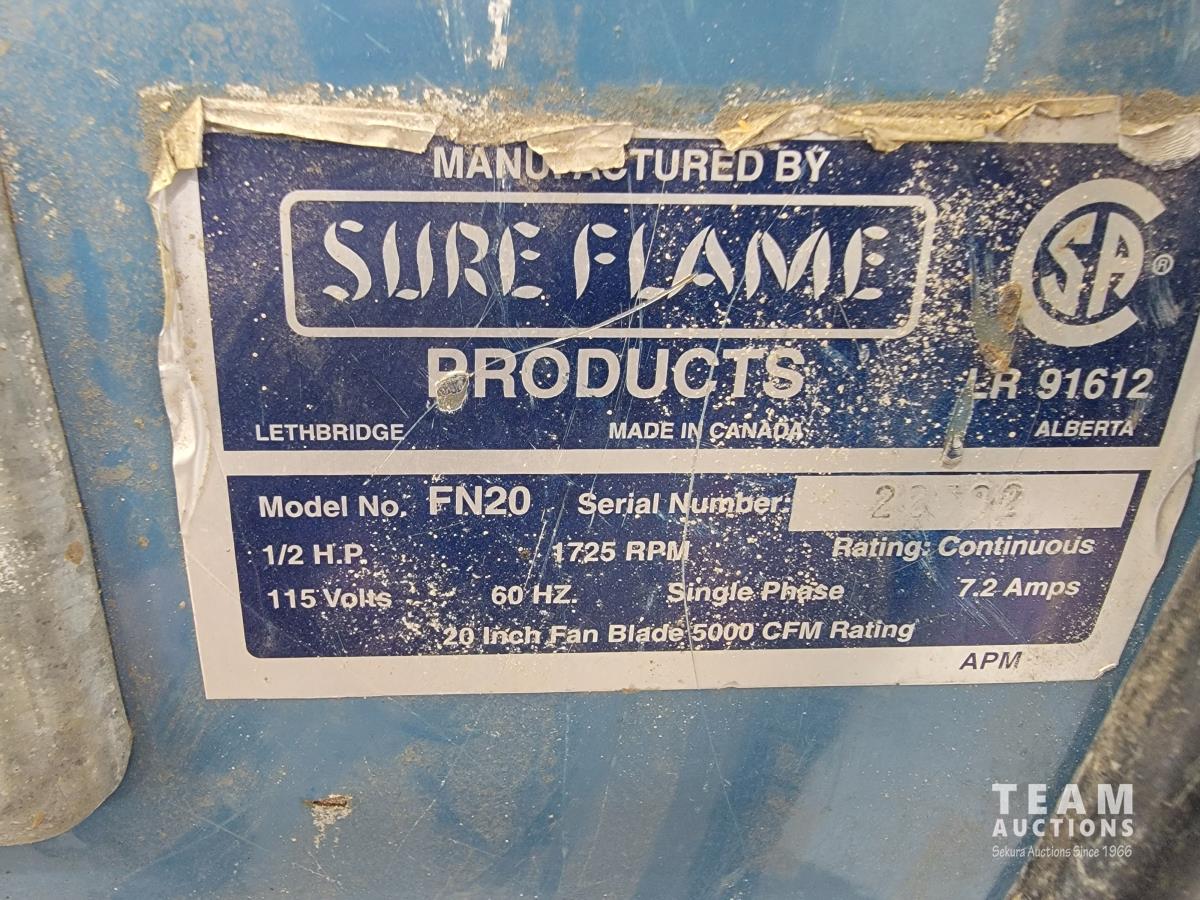 MANUFACTURED BY
SURE FLAME
PRODUCTS
CSA ®
LR 91612
LETHBRIDGE MADE IN CANADA ALBERTA
Model No. FN20 Serial Number:
1/2 H.P. 1725 RPM Rating: Continuous
115 Volts 60 HZ. Single Phase 7.2 Amps
20 Inch Fan Blade 5000 CFM Rating
APM
TEAM
AUCTIONS
Sekura Auctions Since 1966